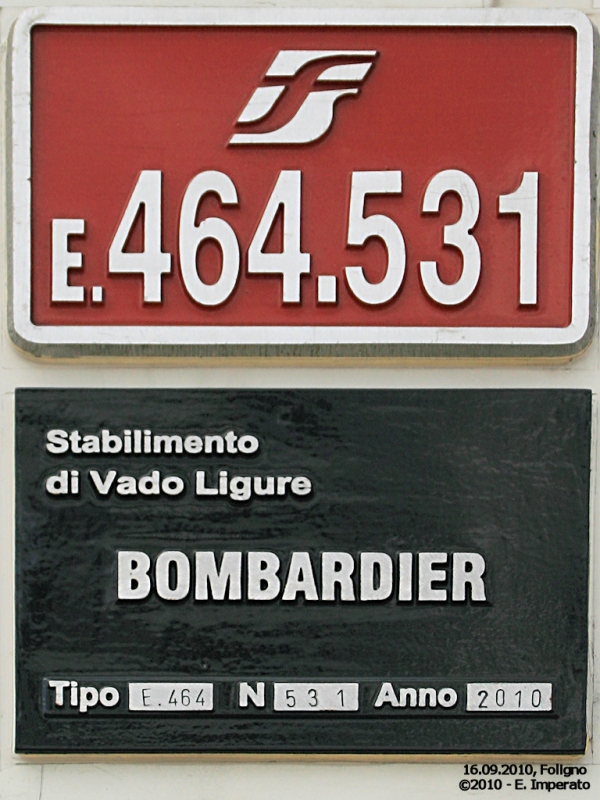 E.464.531
Stabilimento
di Vado Ligure
BOMBARDIER
Tipo E.464 N 531 Anno 2010
16.09.2010, Foligno
©2010 - E. Imperato